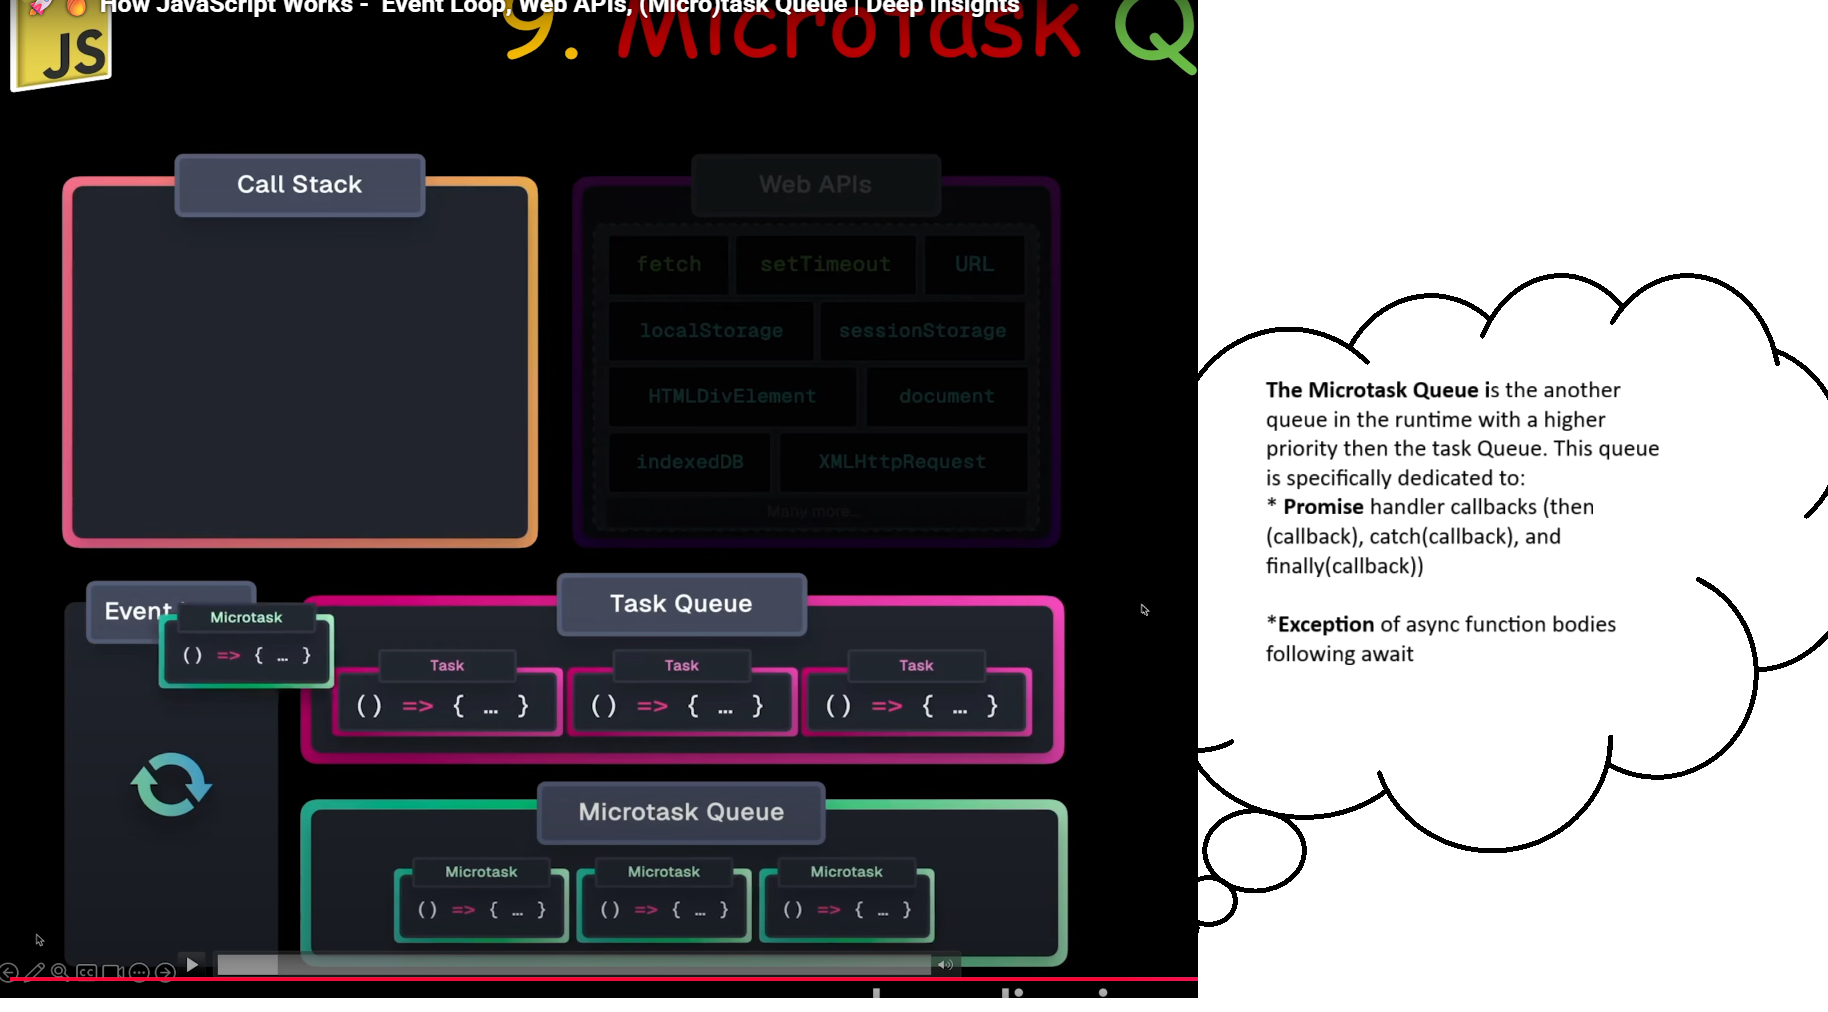 How JavaScript Works - Event Loop, Web APIs, (Micro)task Queue | Deep Insights
JS
9. MicroTask Q
Call Stack
Web APIs
fetch
setTimeout
URL
localStorage
sessionStorage
HTMLDivElement
document
indexedDB
XMLHttpRequest
Many more...
Event
Microtask
() => { … }
Task Queue
Task
() => { … }
Task
() => { … }
Task
() => { … }
Microtask Queue
Microtask
() => { … }
Microtask
() => { … }
Microtask
() => { … }
CC
The Microtask Queue is the another
queue in the runtime with a higher
priority then the task Queue. This queue
is specifically dedicated to:
* Promise handler callbacks (then
(callback), catch(callback), and
finally(callback))
*Exception of async function bodies
following await